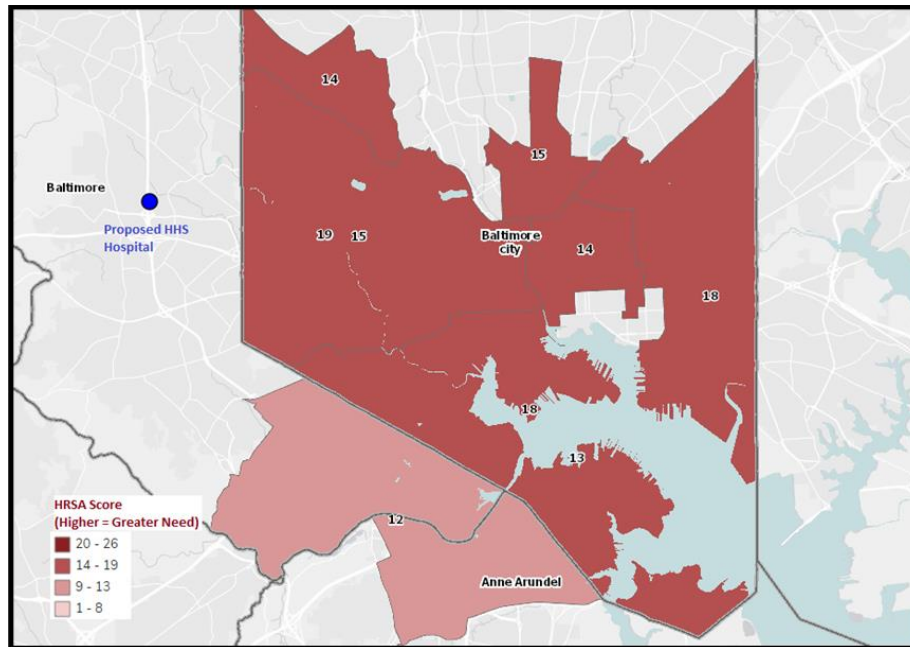 14
15
Baltimore
Proposed HHS
Hospital
19
15
Baltimore
city
14
18
18
13
12
Anne Arundel
HRSA Score
(Higher = Greater Need)
20 - 26
14 - 19
9 - 13
1 - 8